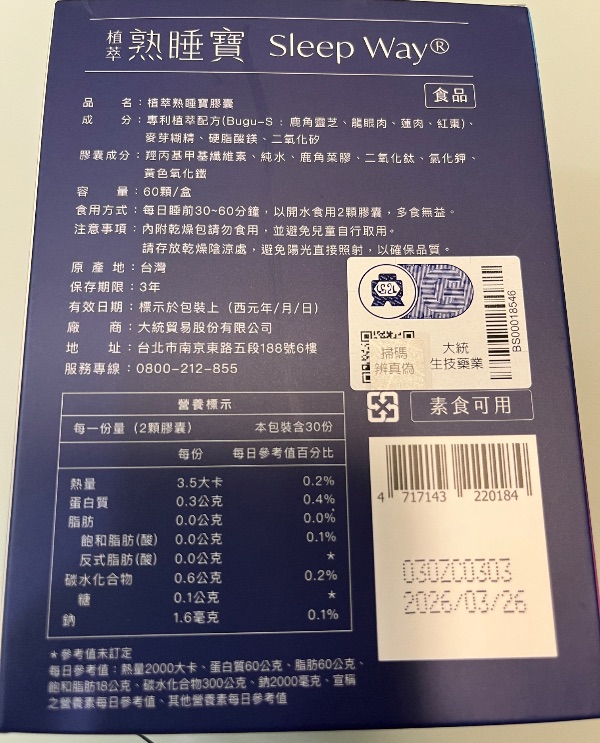 植萃 熟睡寶 Sleep Way®
食品
品 名：植萃熟睡寶膠囊
成 分：專利植萃配方(Bugu-S：鹿角靈芝、龍眼肉、蓮肉、紅棗)、
麥芽糊精、硬脂酸鎂、二氧化矽
膠囊成分：羥丙基甲基纖維素、純水、鹿角菜膠、二氧化鈦、氯化鉀、
黃色氧化鐵
容 量：60顆/盒
食用方式：每日睡前30~60分鐘，以開水食用2顆膠囊，多食無益。
注意事項：內附乾燥包請勿食用，並避免兒童自行取用。
請存放乾燥陰涼處，避免陽光直接照射，以確保品質。
原 產 地：台灣
保存期限：3年
有效日期：標示於包裝上（西元年/月/日）
廠 商：大統貿易股份有限公司
地 址：台北市南京東路五段188號6樓
服務專線：0800-212-855
掃碼
辨真偽
大統
生技藥業
BS00018546
素食可用
營養標示
每一份量（2顆膠囊） 本包裝含30份
每份 每日參考值百分比
熱量 3.5大卡 0.2%
蛋白質 0.3公克 0.4%
脂肪 0.0公克 0.0%
飽和脂肪(酸) 0.0公克 0.1%
反式脂肪(酸) 0.0公克 *
碳水化合物 0.6公克 0.2%
糖 0.1公克 *
鈉 1.6毫克 0.1%
*參考值未訂定
每日參考值：熱量2000大卡、蛋白質60公克、脂肪60公克、
飽和脂肪18公克、碳水化合物300公克、鈉2000毫克、宣稱
之營養素每日參考值、其他營養素每日參考值
4 717143 220184
030Z00303
2026/03/26